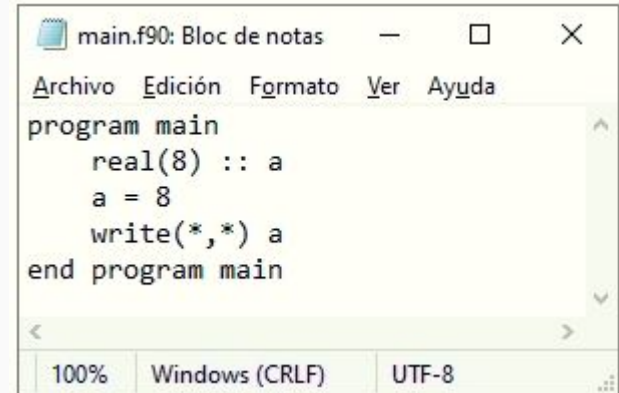 main.f90: Bloc de notas
Archivo Edición Formato Ver Ayuda
program main
    real(8) :: a
    a = 8
    write(*,*) a
end program main
100% Windows (CRLF) UTF-8